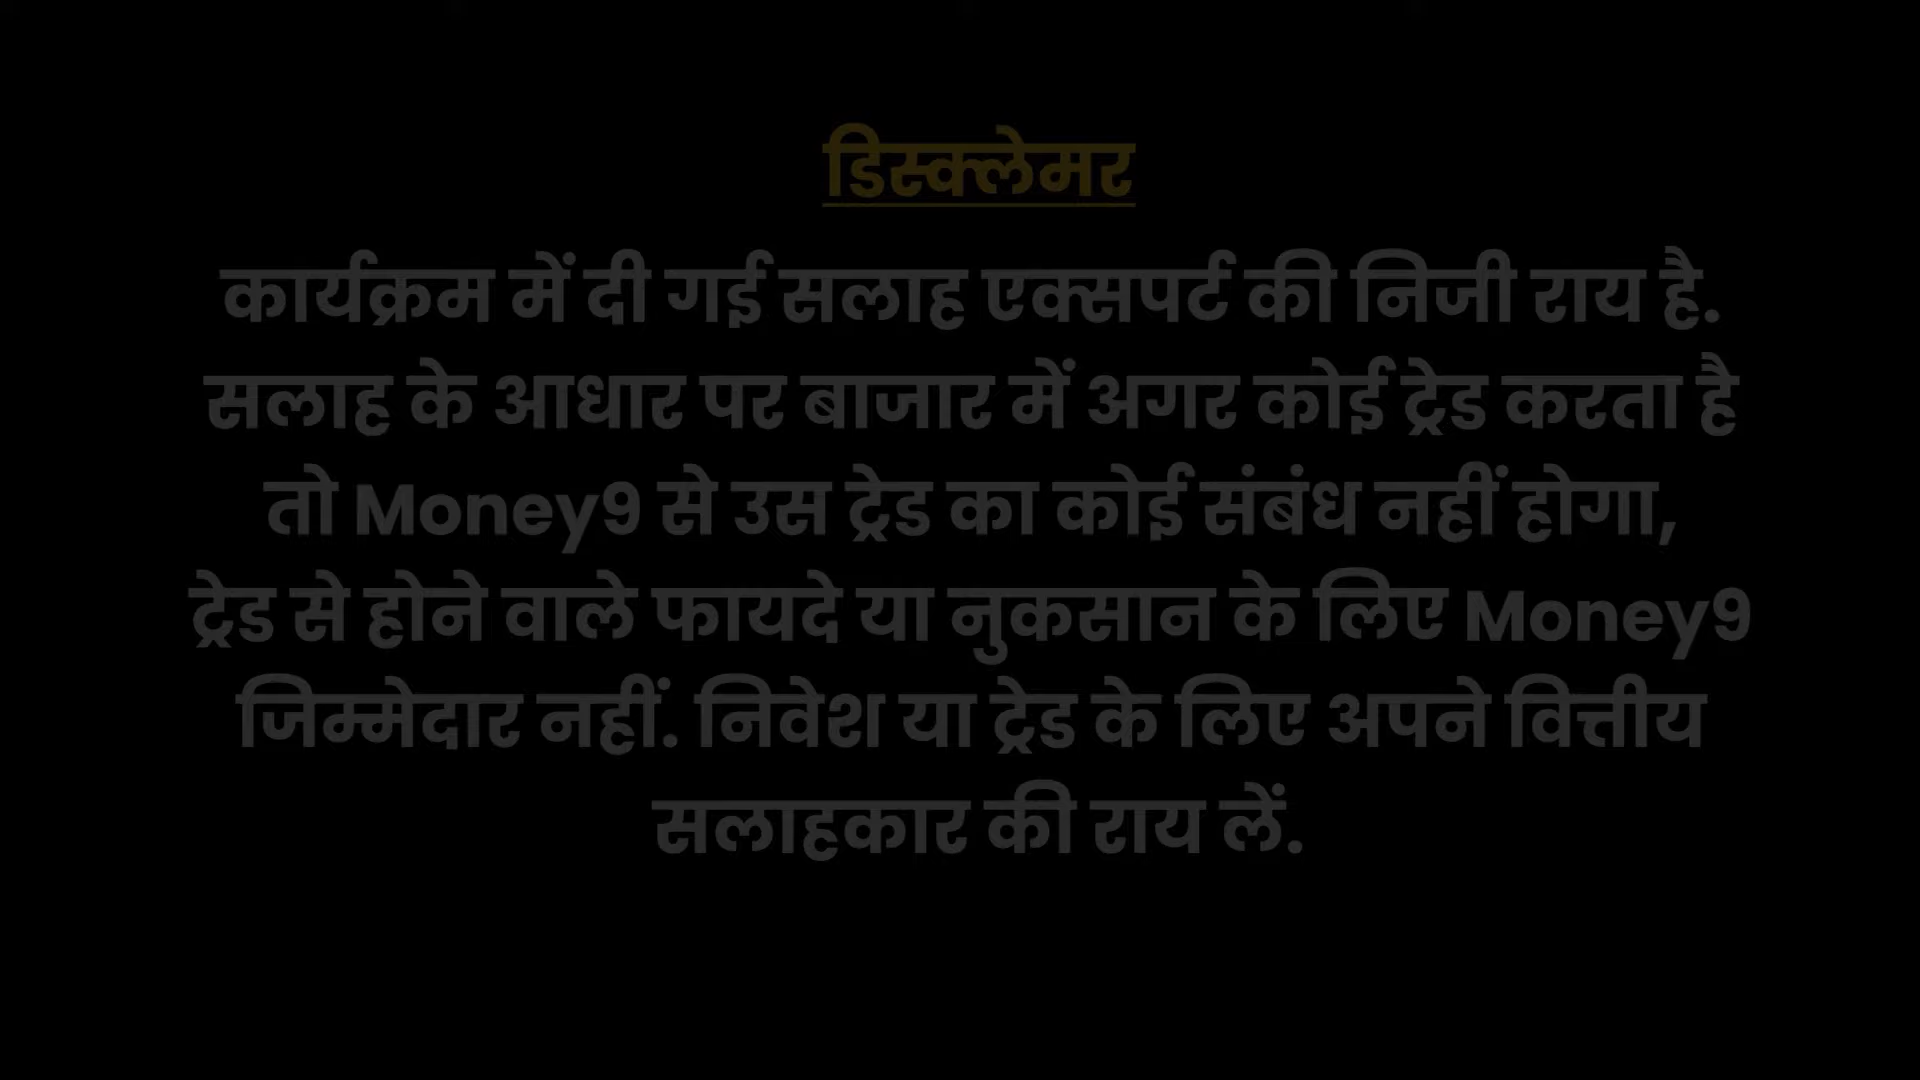 डिस्क्लेमर
कार्यक्रम में दी गई सलाह एक्सपर्ट की निजी राय है.
सलाह के आधार पर बाजार में अगर कोई ट्रेड करता है
तो Money9 से उस ट्रेड का कोई संबंध नहीं होगा,
ट्रेड से होने वाले फायदे या नुकसान के लिए Money9
जिम्मेदार नहीं. निवेश या ट्रेड के लिए अपने वित्तीय
सलाहकार की राय लें.